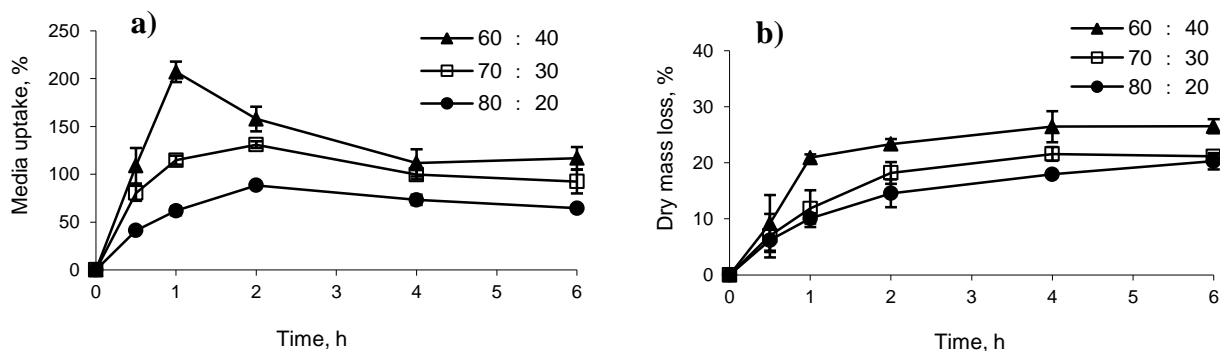 a)
Media uptake, %
250
200
150
100
50
0
60 : 40
70 : 30
80 : 20
0 1 2 3 4 5 6
Time, h
b)
Dry mass loss, %
40
30
20
10
0
60 : 40
70 : 30
80 : 20
0 1 2 3 4 5 6
Time, h